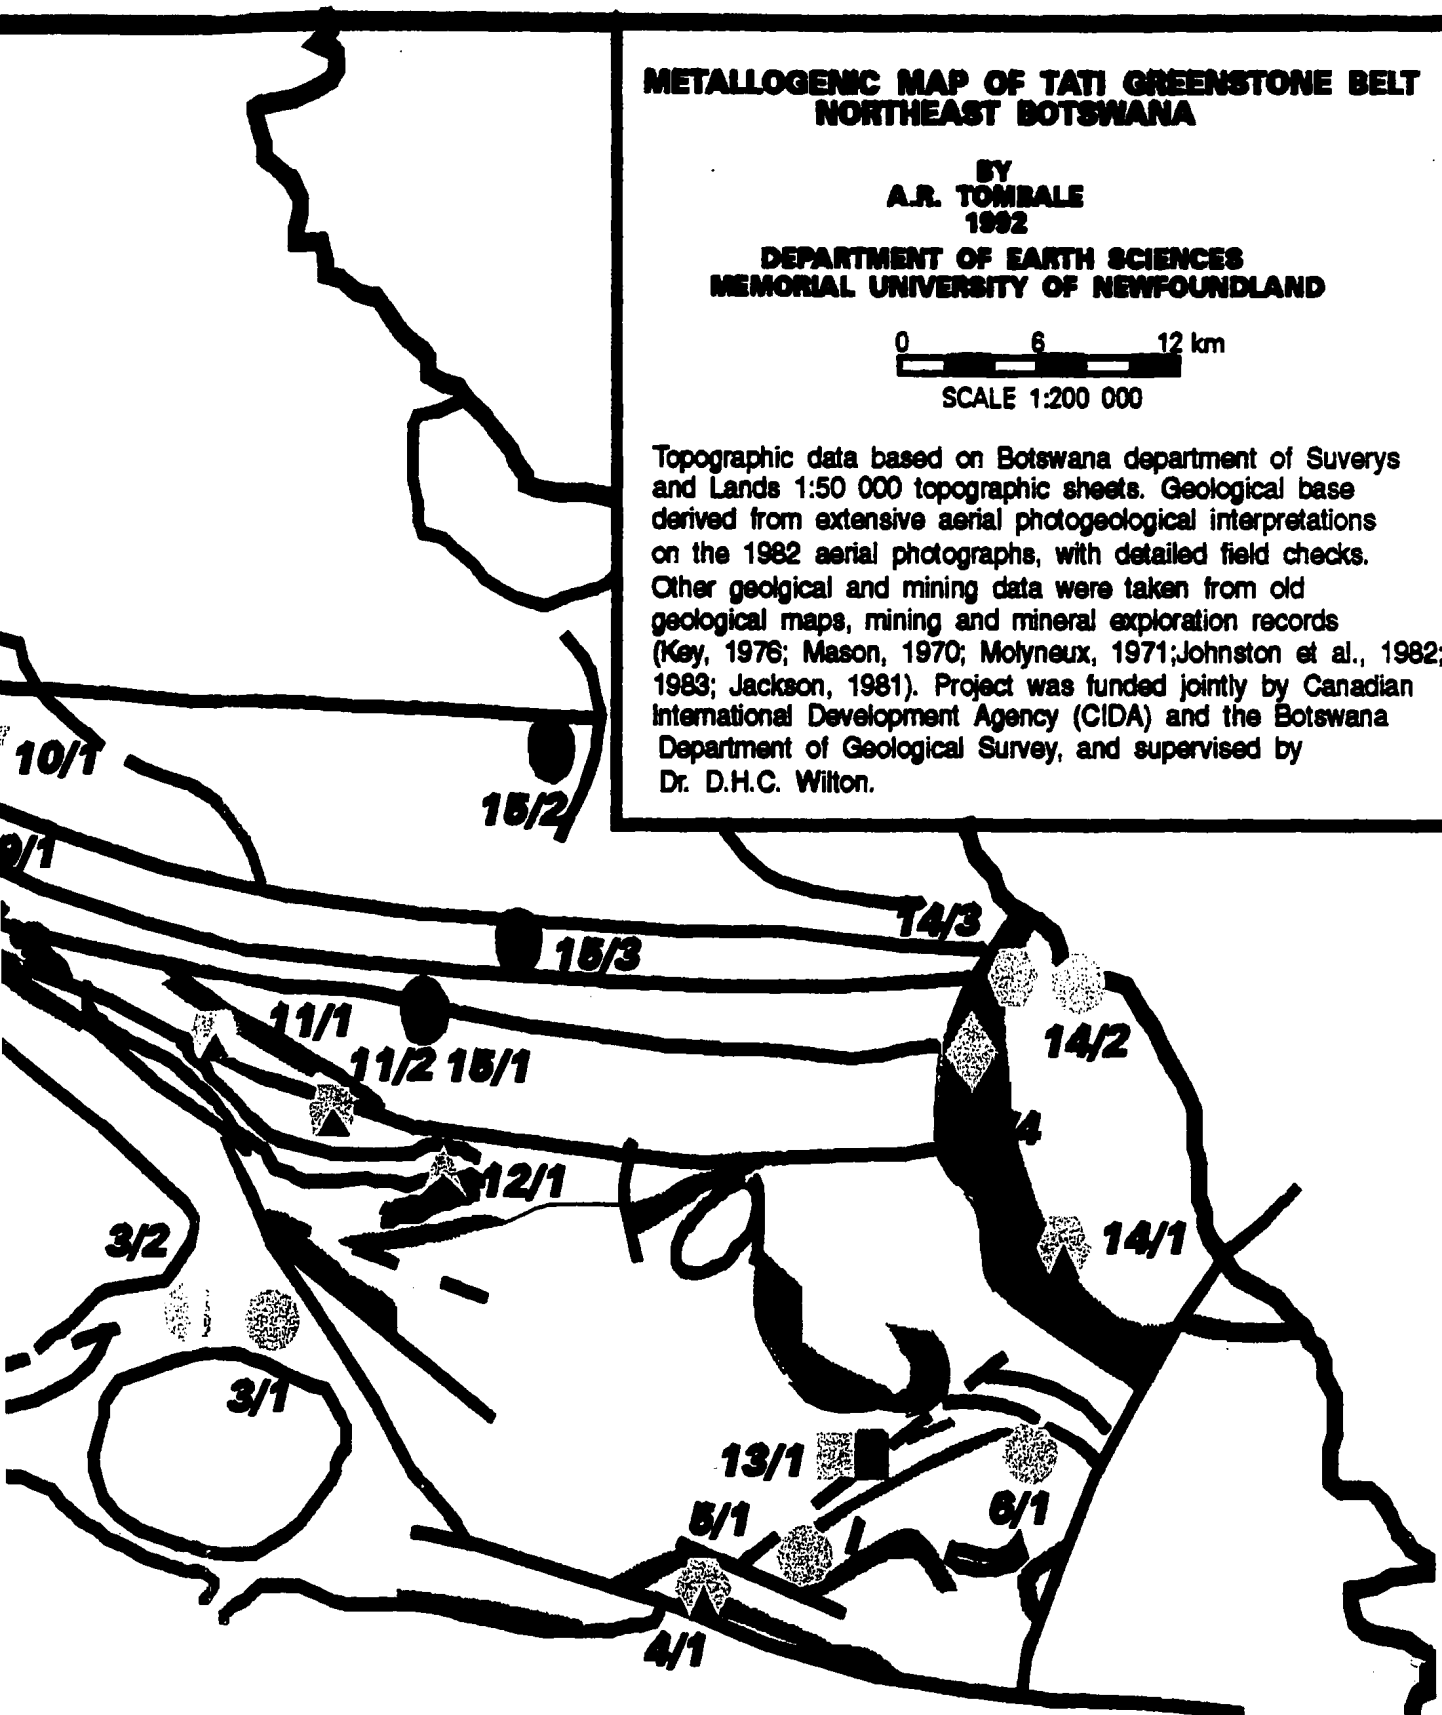 METALLOGENIC MAP OF TATI GREENSTONE BELT
NORTHEAST BOTSWANA
BY
A.R. TOMBALE
1992
DEPARTMENT OF EARTH SCIENCES
MEMORIAL UNIVERSITY OF NEWFOUNDLAND
0 6 12 km
SCALE 1:200 000
Topographic data based on Botswana department of Suverys
and Lands 1:50 000 topographic sheets. Geological base
derived from extensive aerial photogeological interpretations
on the 1982 aerial photographs, with detailed field checks.
Other geolgical and mining data were taken from old
geological maps, mining and mineral exploration records
(Key, 1976; Mason, 1970; Molyneux, 1971;Johnston et al., 1982;
1983; Jackson, 1981). Project was funded jointly by Canadian
International Development Agency (CIDA) and the Botswana
Department of Geological Survey, and supervised by
Dr. D.H.C. Wilton.
10/1
15/2
9/1
14/3
15/3
11/1
14/2
11/2 15/1
12/1
3/2
14/1
3/1
13/1
6/1
5/1
4/1